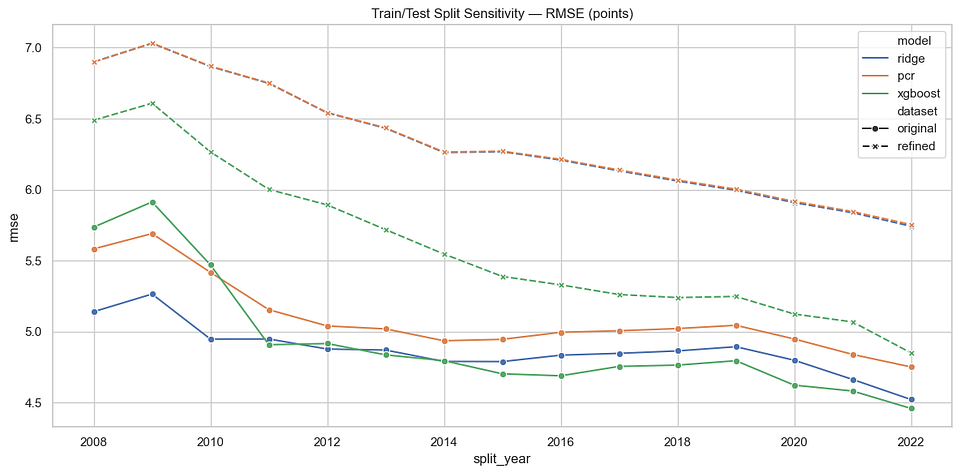 Train/Test Split Sensitivity — RMSE (points)
7.0
6.5
6.0
5.5
5.0
4.5
rmse
2008 2010 2012 2014 2016 2018 2020 2022
split_year
model
ridge
pcr
xgboost
dataset
original
refined